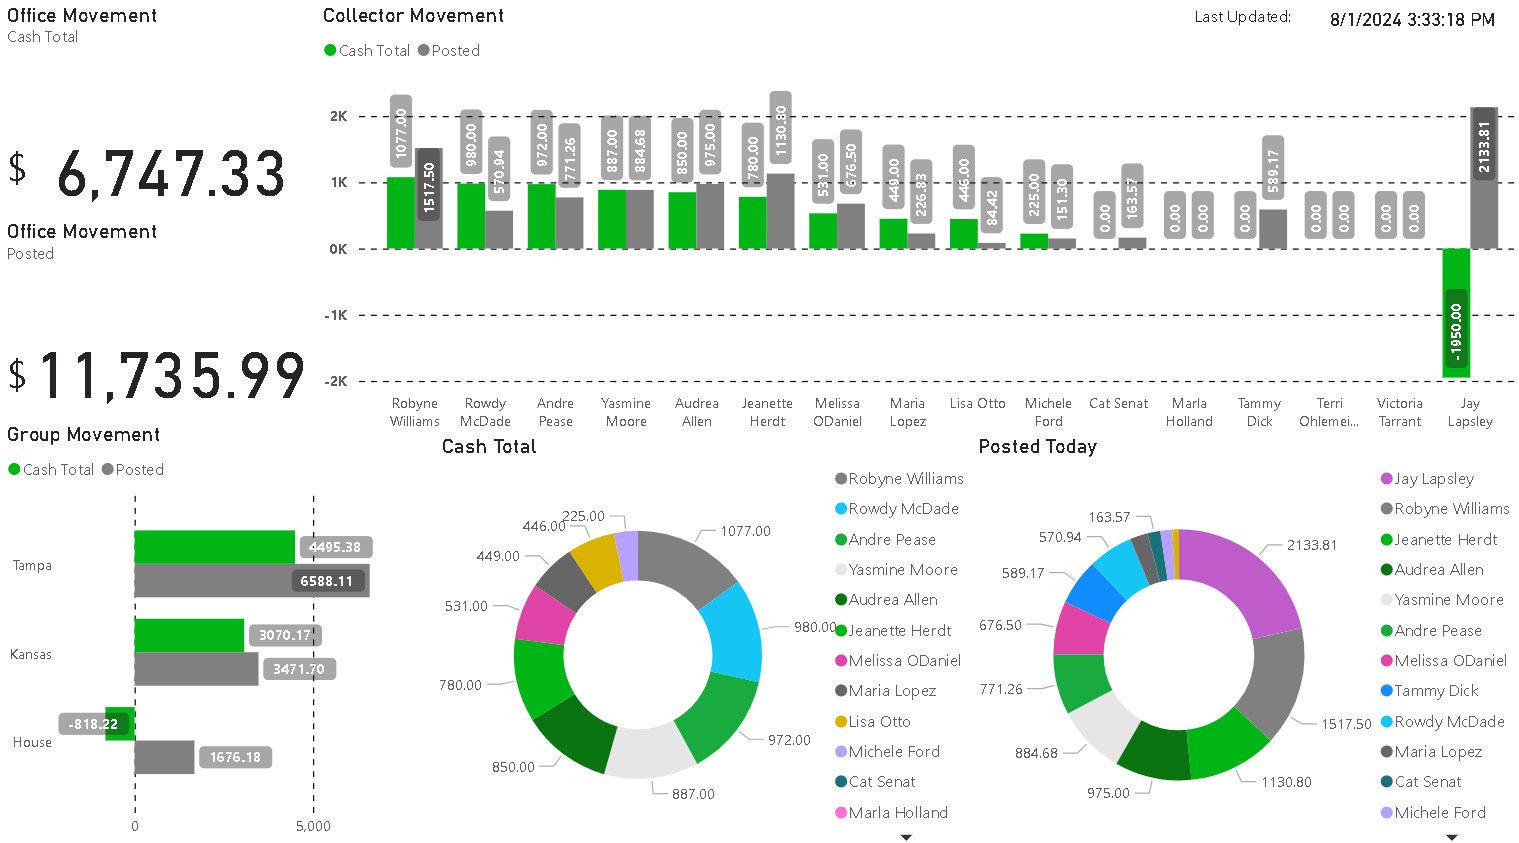 Office Movement
Cash Total
$ 6,747.33
Office Movement
Posted
$ 11,735.99
Collector Movement
Cash Total Posted
Last Updated: 8/1/2024 3:33:18 PM
2K
1K
0K
-1K
-2K
1077.00
1517.50
980.00
570.94
972.00
771.26
887.00
884.68
850.00
975.00
780.00
1130.80
531.00
676.50
449.00
226.83
446.00
84.42
225.00
151.30
0.00
163.57
0.00
0.00
0.00
589.17
0.00
0.00
0.00
0.00
-1950.00
2133.81
Robyne Williams
Rowdy McDade
Andre Pease
Yasmine Moore
Audrea Allen
Jeanette Herdt
Melissa ODaniel
Maria Lopez
Lisa Otto
Michele Ford
Cat Senat
Marla Holland
Tammy Dick
Terri Ohlemei...
Victoria Tarrant
Jay Lapsley
Group Movement
Cash Total Posted
Tampa
4495.38
6588.11
Kansas
3070.17
3471.70
House
-818.22
1676.18
0
5,000
Cash Total
1077.00
980.00
972.00
887.00
850.00
780.00
531.00
449.00
446.00
225.00
Robyne Williams
Rowdy McDade
Andre Pease
Yasmine Moore
Audrea Allen
Jeanette Herdt
Melissa ODaniel
Maria Lopez
Lisa Otto
Michele Ford
Cat Senat
Marla Holland
Posted Today
2133.81
1517.50
1130.80
975.00
884.68
771.26
676.50
589.17
570.94
163.57
Jay Lapsley
Robyne Williams
Jeanette Herdt
Audrea Allen
Yasmine Moore
Andre Pease
Melissa ODaniel
Tammy Dick
Rowdy McDade
Maria Lopez
Cat Senat
Michele Ford